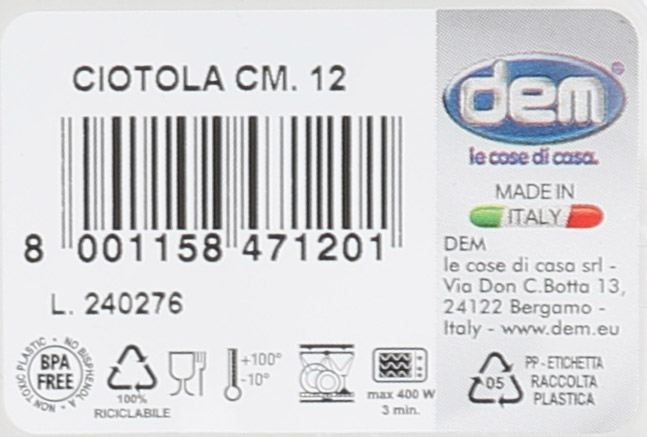 CIOTOLA CM. 12
8 001158 471201
L. 240276
NON TOXIC PLASTIC • NO BISPHENOL A •
BPA
FREE
100%
RICICLABILE
+100°
-10°
max 400 W
3 min.
dem
le cose di casa.
MADE IN
ITALY
DEM
le cose di casa srl -
Via Don C.Botta 13,
24122 Bergamo -
Italy - www.dem.eu
05
PP - ETICHETTA
RACCOLTA
PLASTICA